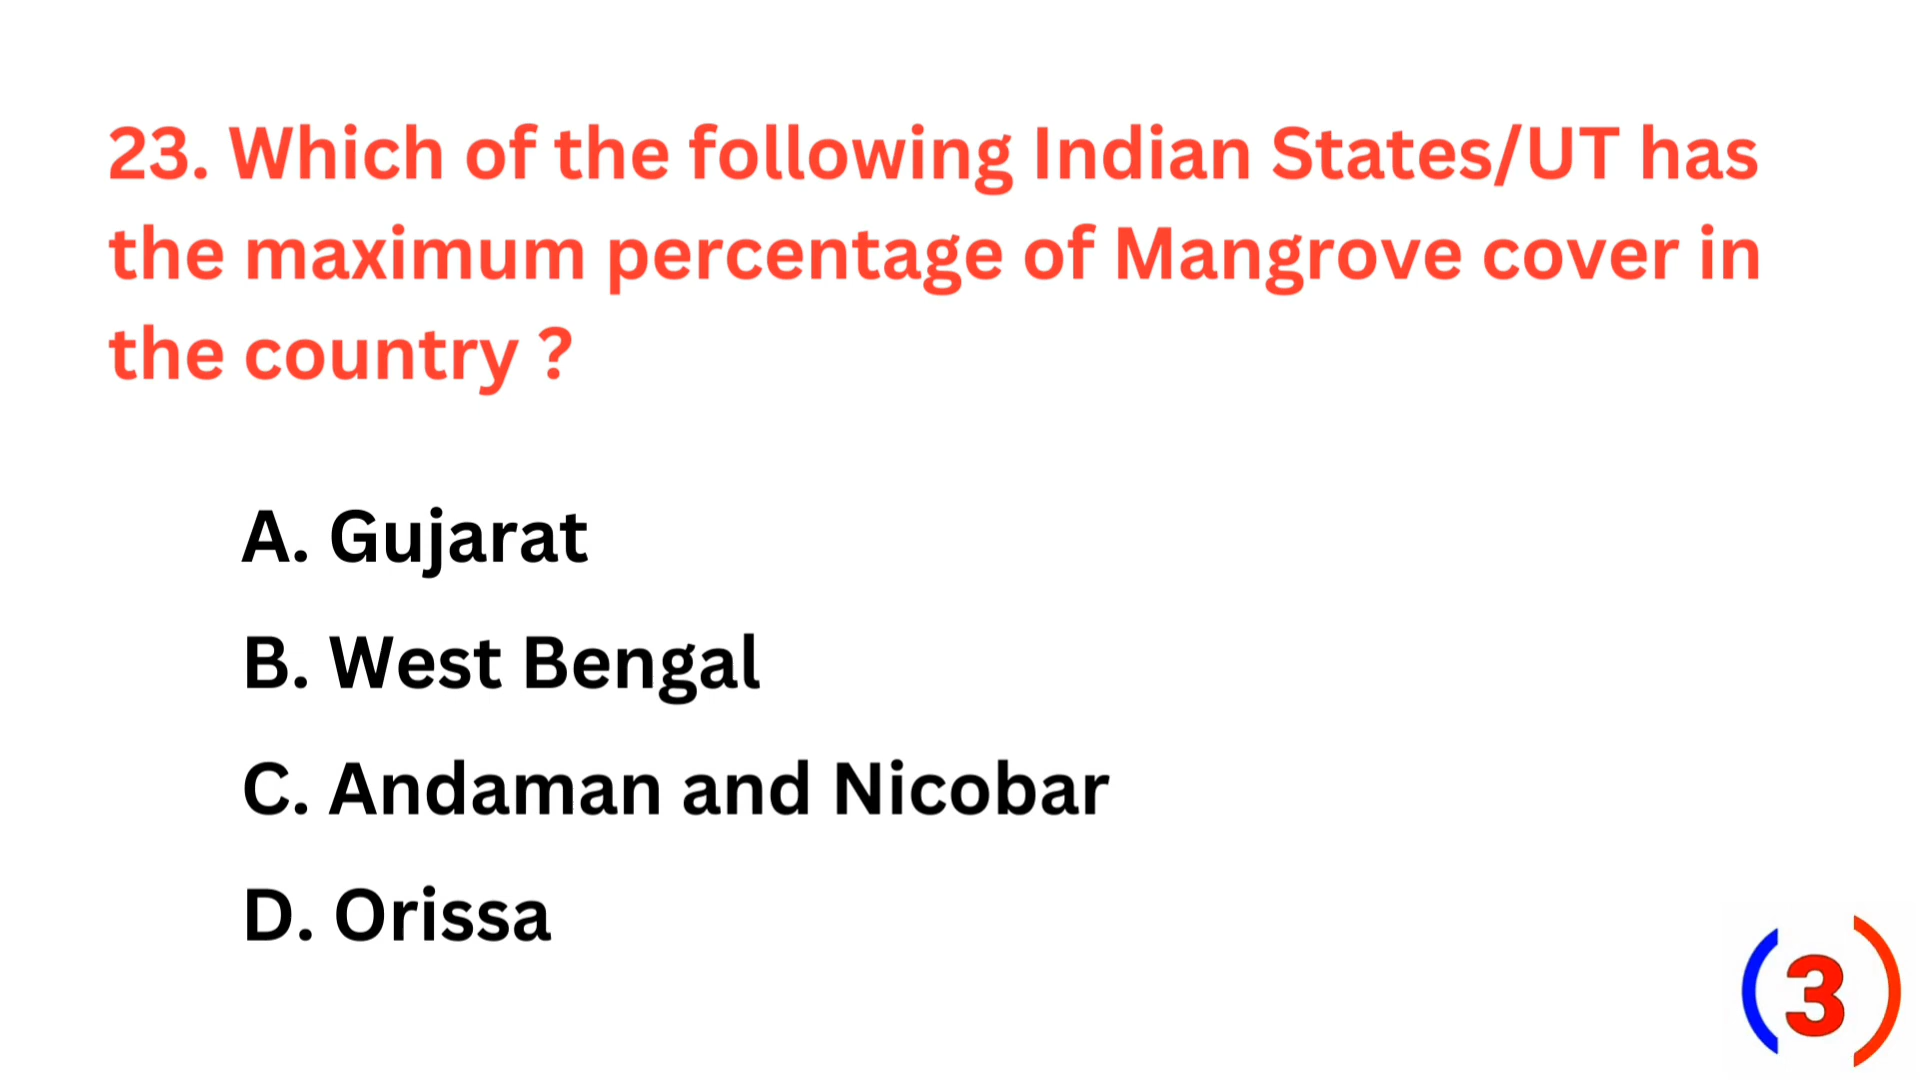 23. Which of the following Indian States/UT has
the maximum percentage of Mangrove cover in
the country ?
A. Gujarat
B. West Bengal
C. Andaman and Nicobar
D. Orissa
3